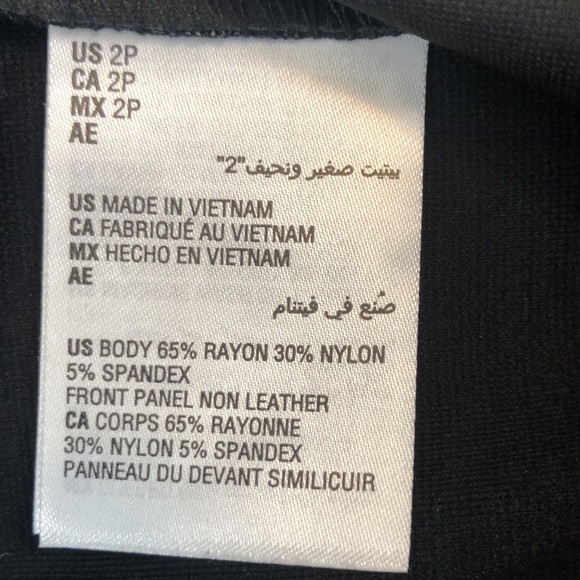 US 2P
CA 2P
MX 2P
AE
بيتيت صغير ونحيف"2"
US MADE IN VIETNAM
CA FABRIQUÉ AU VIETNAM
MX HECHO EN VIETNAM
AE
صُنع في فيتنام
US BODY 65% RAYON 30% NYLON
5% SPANDEX
FRONT PANEL NON LEATHER
CA CORPS 65% RAYONNE
30% NYLON 5% SPANDEX
PANNEAU DU DEVANT SIMILICUIR